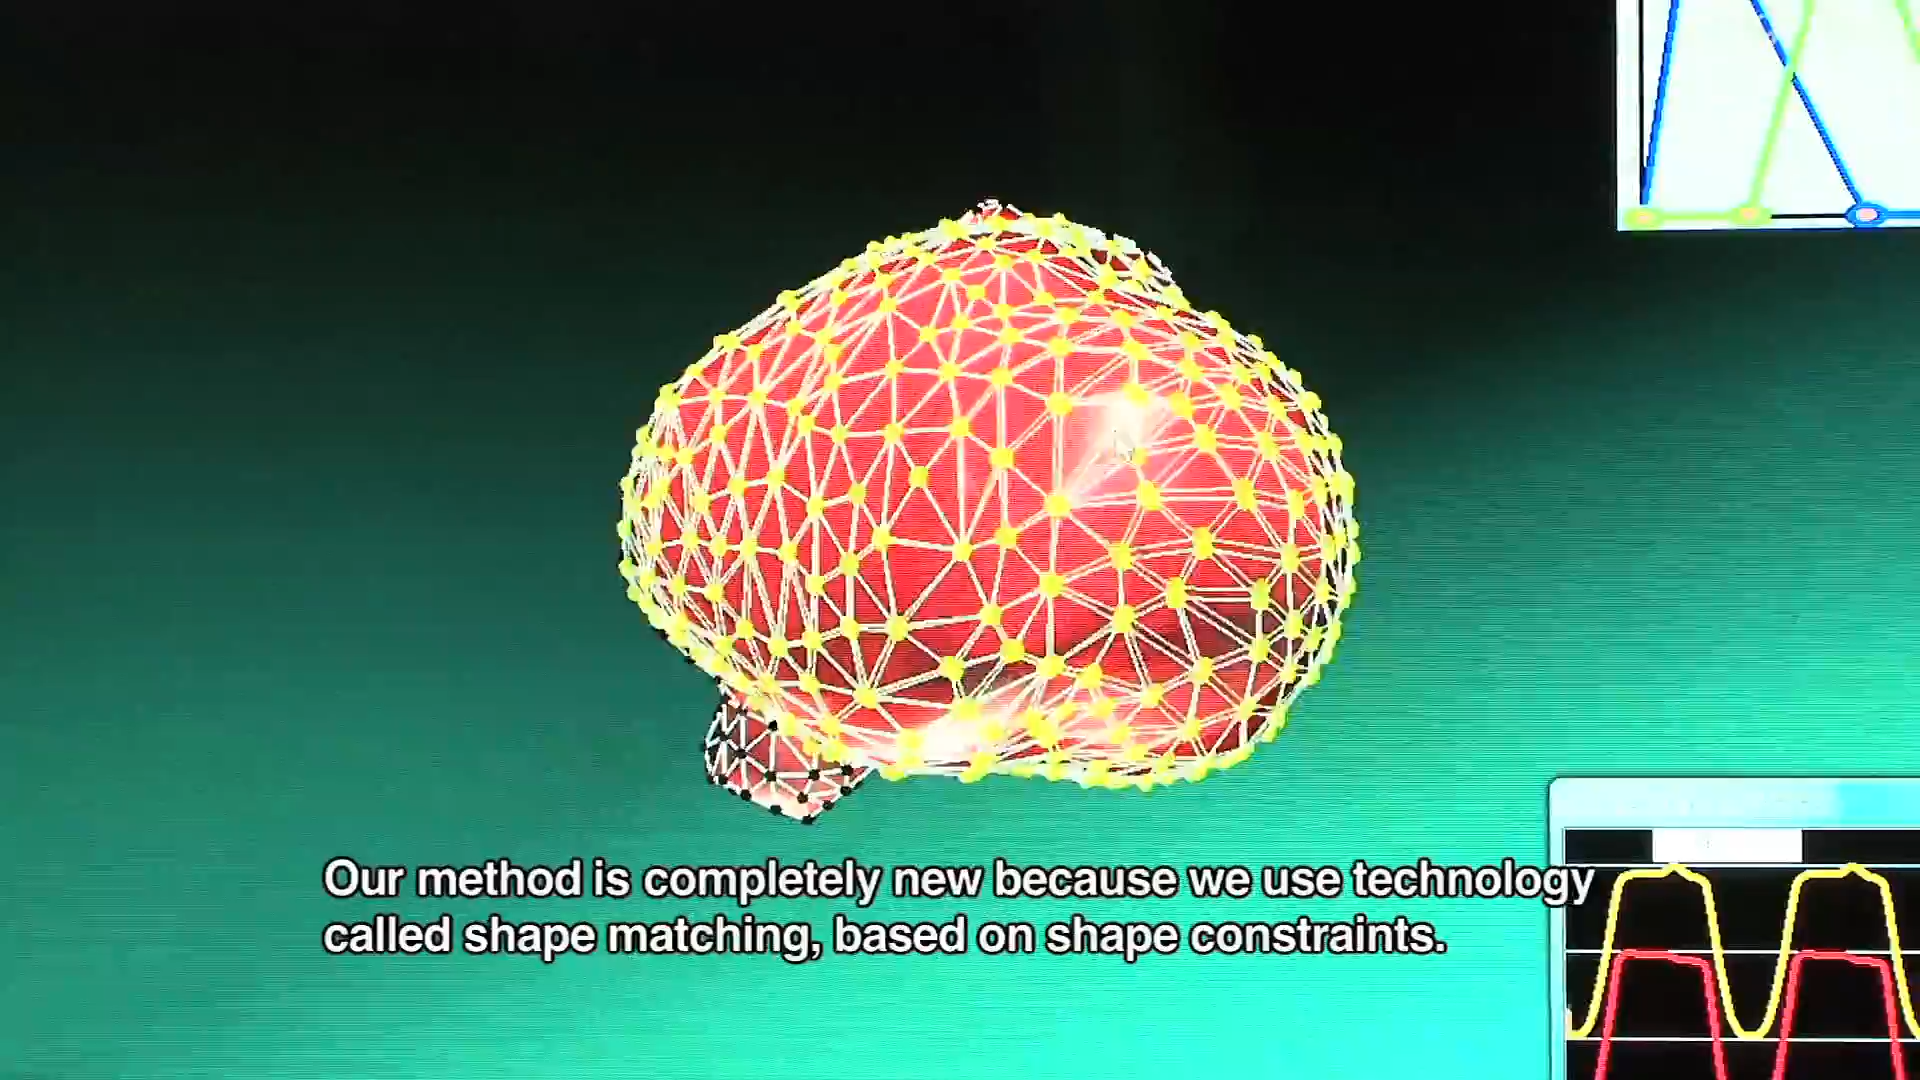 Our method is completely new because we use technology
called shape matching, based on shape constraints.